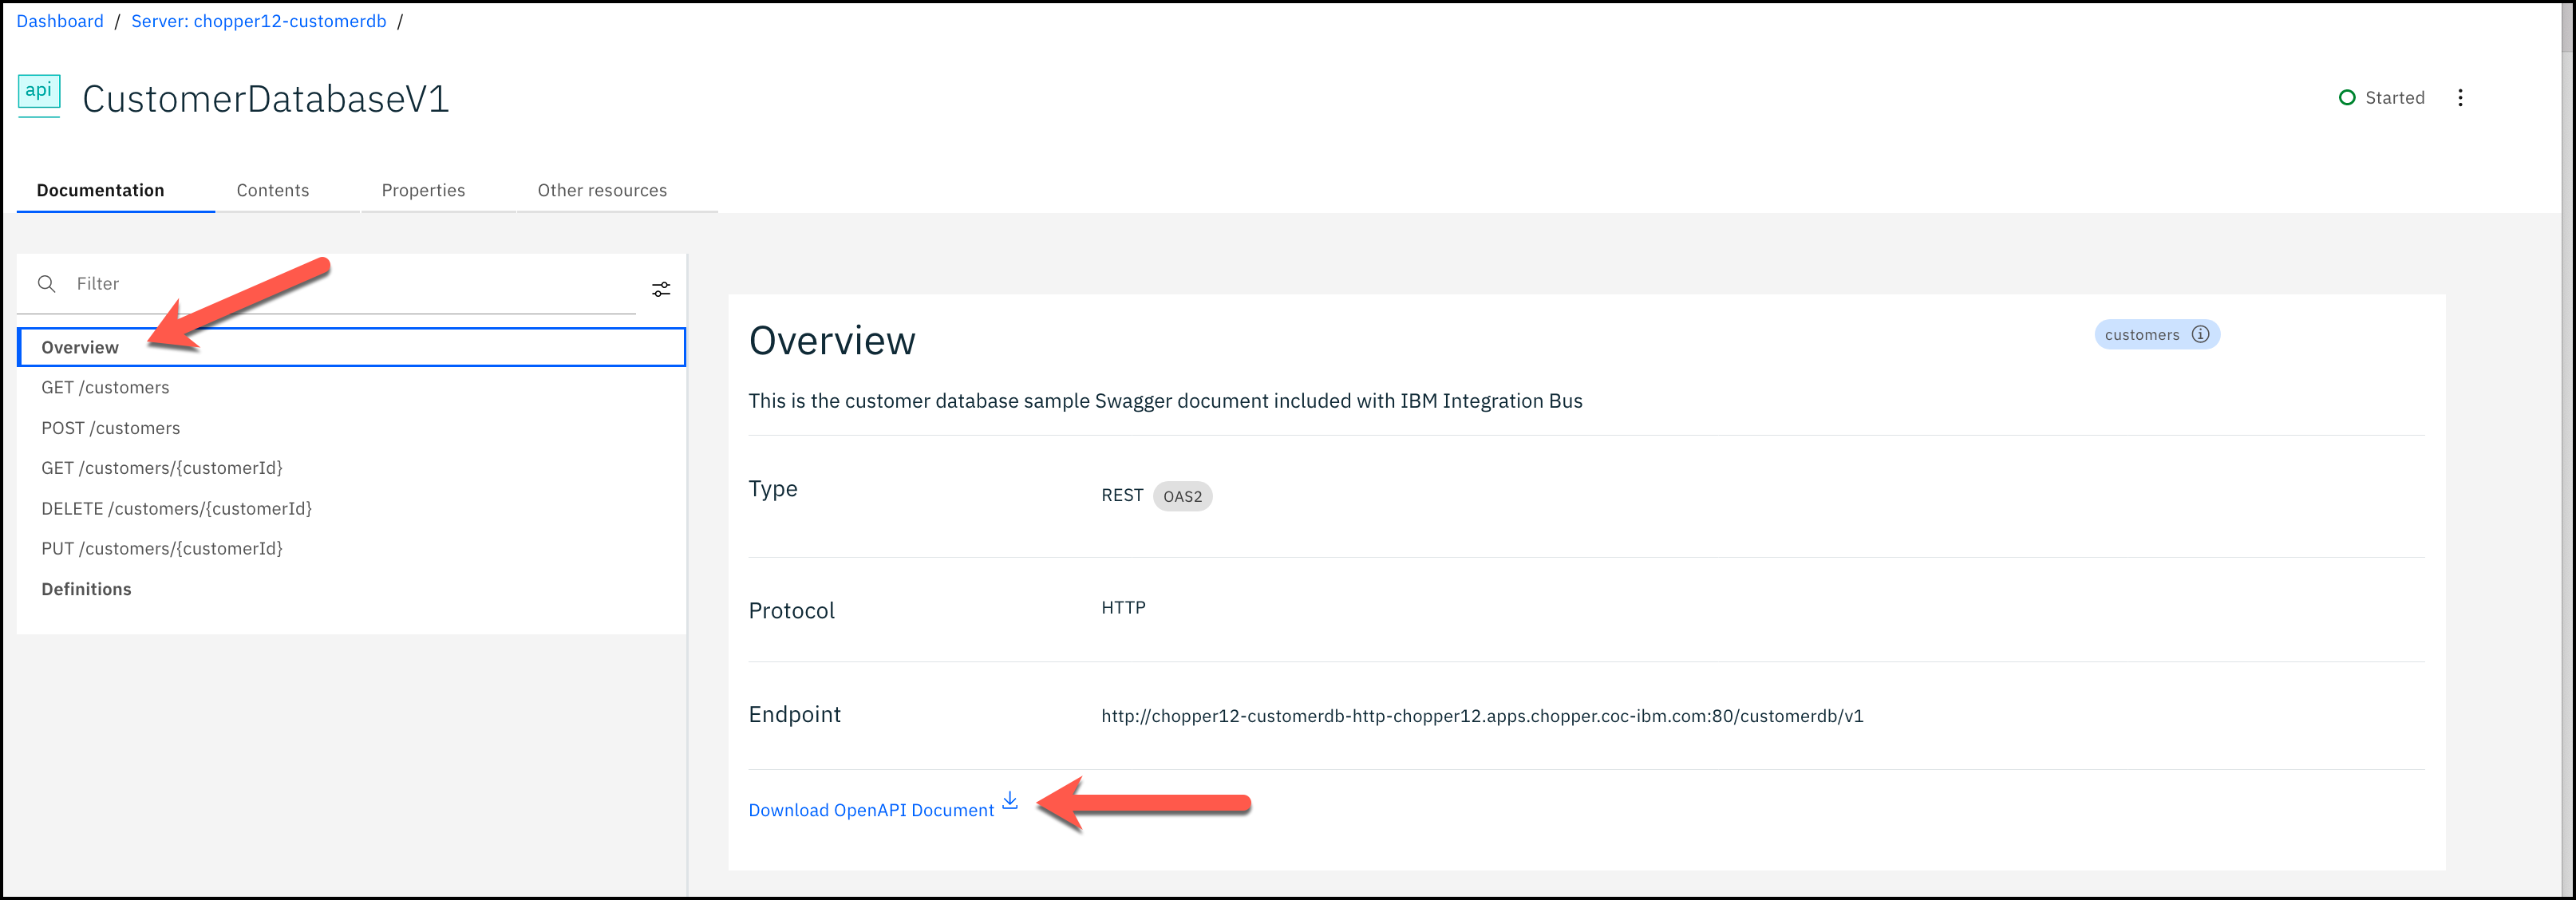 Dashboard / Server: chopper12-customerdb /
api CustomerDatabaseV1
Started
Documentation Contents Properties Other resources
Filter
Overview
GET /customers
POST /customers
GET /customers/{customerId}
DELETE /customers/{customerId}
PUT /customers/{customerId}
Definitions
Overview
customers
This is the customer database sample Swagger document included with IBM Integration Bus
Type REST OAS2
Protocol HTTP
Endpoint http://chopper12-customerdb-http-chopper12.apps.chopper.coc-ibm.com:80/customerdb/v1
Download OpenAPI Document